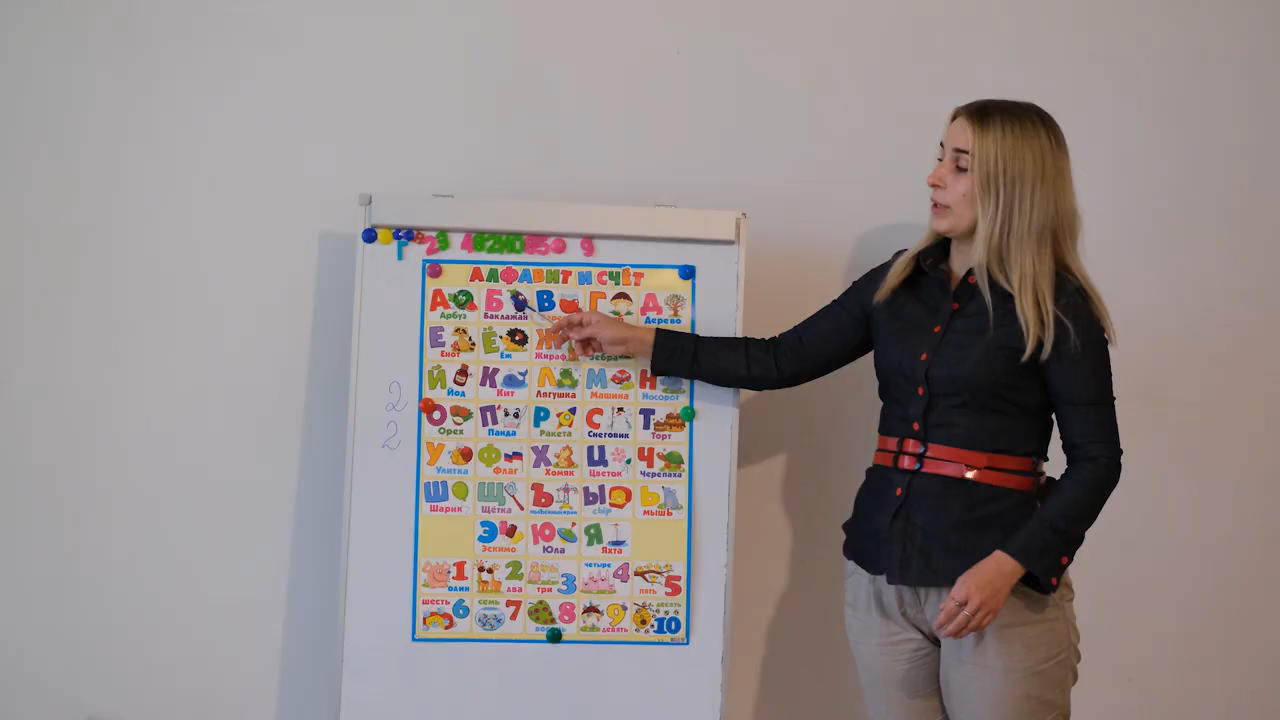 АЛФАВИТ И СЧЁТ
А Б В Г Д
Арбуз Баклажан Дерево
Е Ё Ж
Енот Ёж Жираф Зебра
Й К Л М Н
Йод Кит Лягушка Машина Носорог
О П Р С Т
Орех Панда Ракета Снеговик Торт
У Ф Х Ц Ч
Улитка Флаг Хомяк Цветок Черепаха
Ш Щ Ъ Ы Ь
Шарик Щётка сыр мышь
Э Ю Я
Эскимо Юла Яхта
1 2 3 четыре 4 5
один два три пять
шесть 6 семь 7 8 9 десять 10
восемь девять
2
2